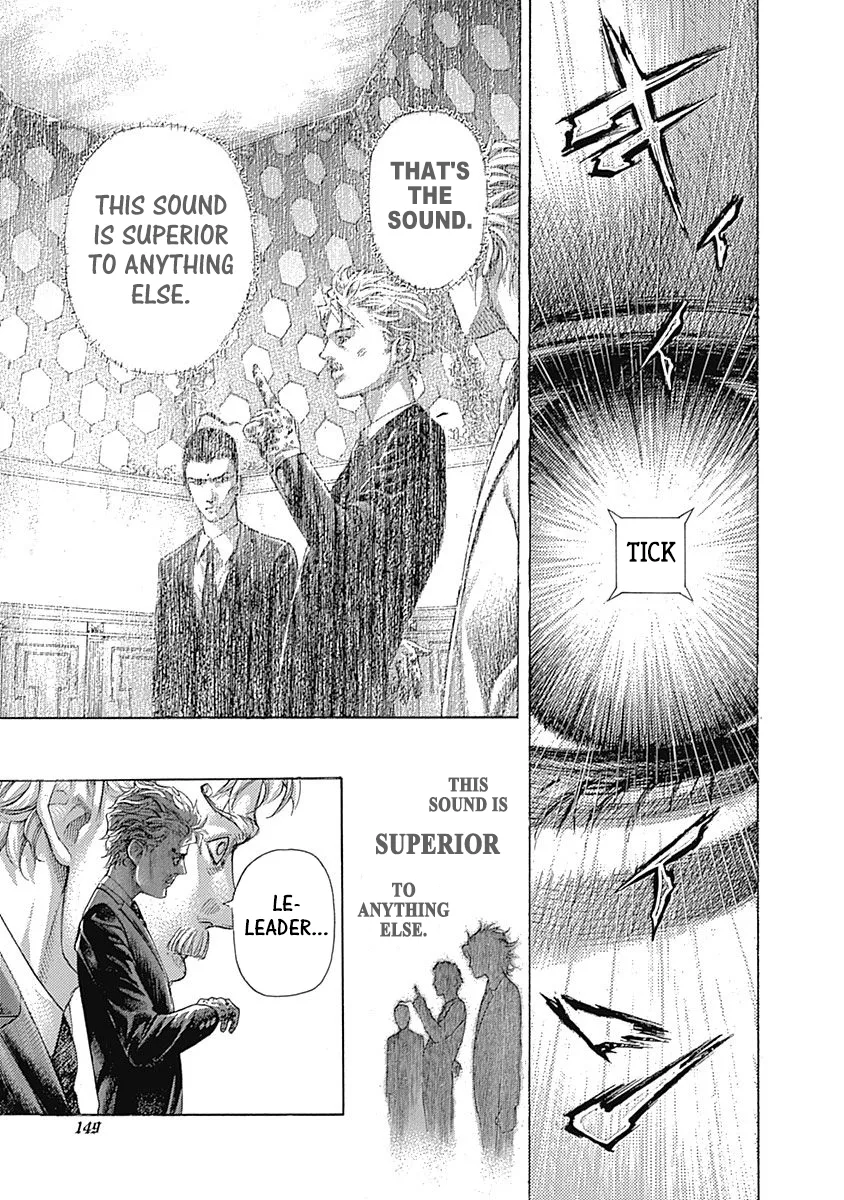 TICK
THAT'S
THE
SOUND.
THIS SOUND
IS SUPERIOR
TO ANYTHING
ELSE.
THIS
SOUND IS
SUPERIOR
TO
ANYTHING
ELSE.
LE-
LEADER...
149